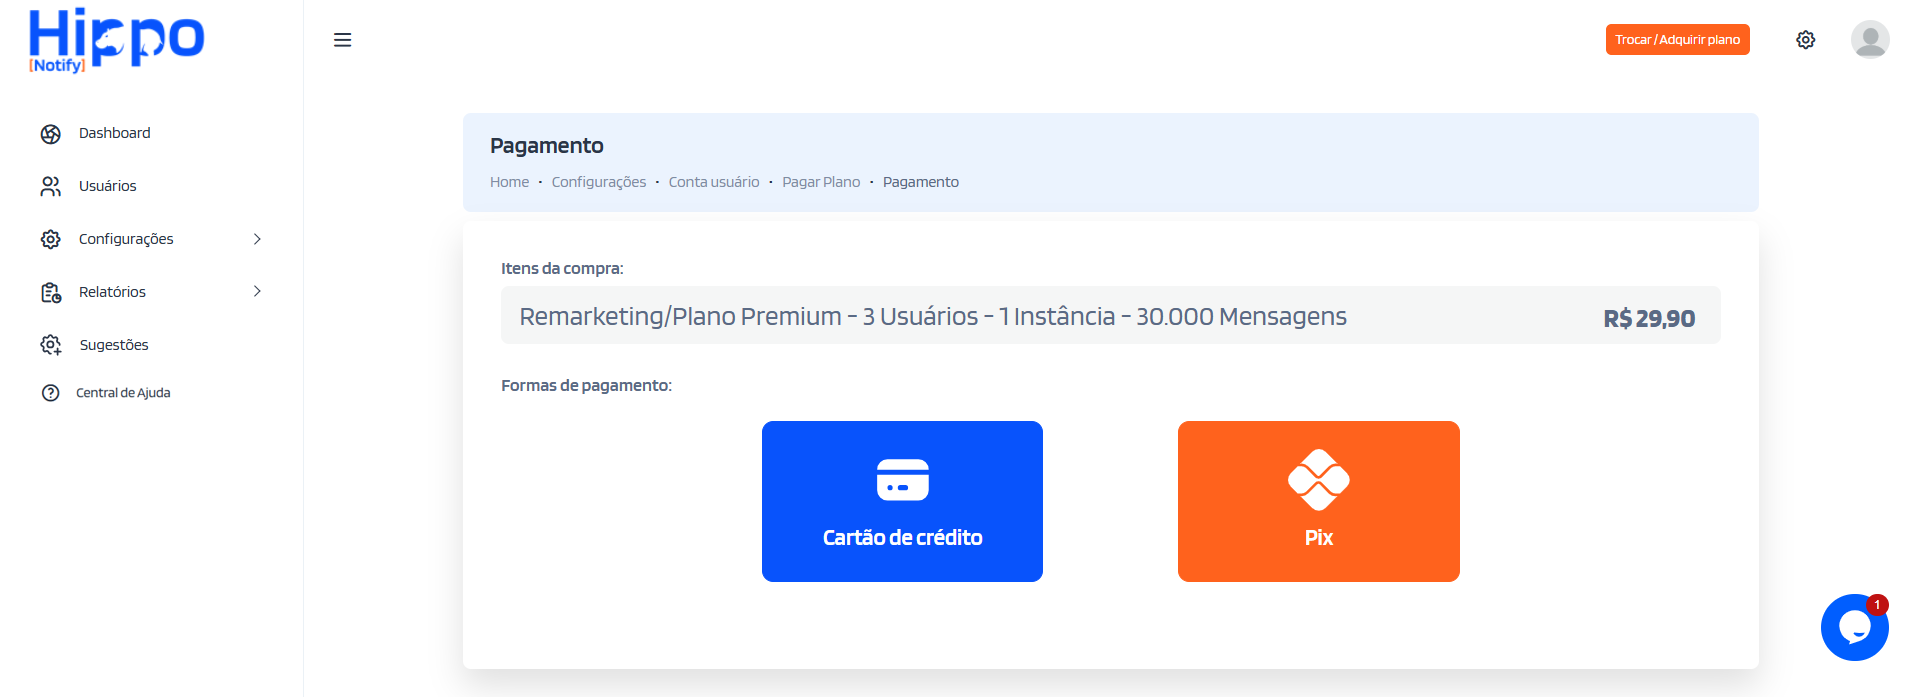 Hippo
[Notify]
Trocar / Adquirir plano
Dashboard
Usuários
Configurações
Relatórios
Sugestões
Central de Ajuda
Pagamento
Home • Configurações • Conta usuário • Pagar Plano • Pagamento
Itens da compra:
Remarketing/Plano Premium - 3 Usuários - 1 Instância - 30.000 Mensagens R$ 29,90
Formas de pagamento:
Cartão de crédito
Pix
1